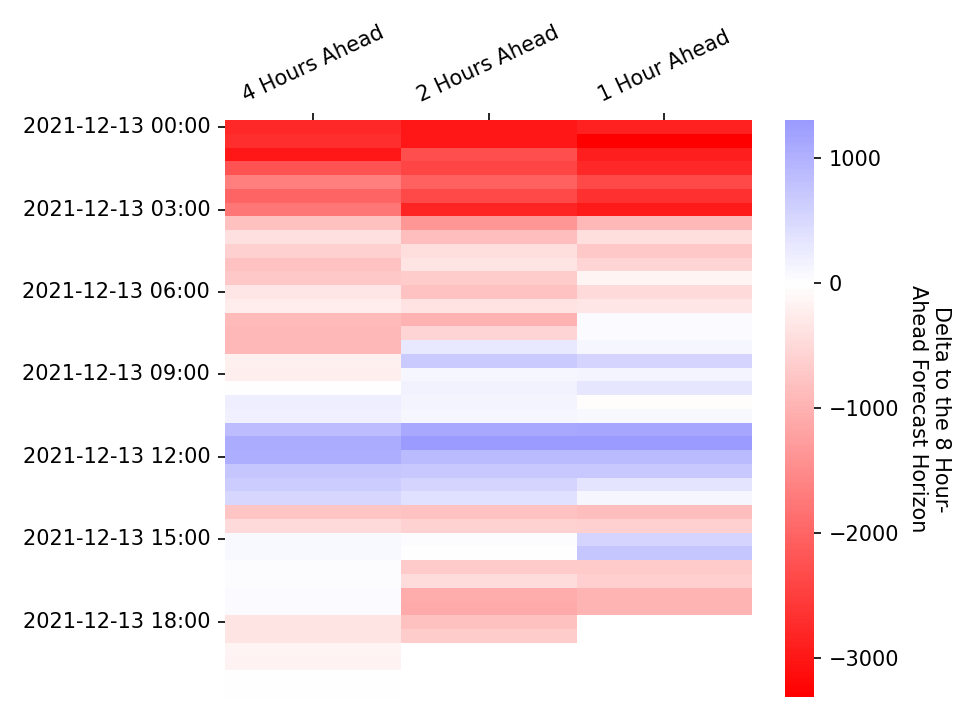 4 Hours Ahead
2 Hours Ahead
1 Hour Ahead
2021-12-13 00:00
2021-12-13 03:00
2021-12-13 06:00
2021-12-13 09:00
2021-12-13 12:00
2021-12-13 15:00
2021-12-13 18:00
1000
0
−1000
−2000
−3000
Delta to the 8 Hour-
Ahead Forecast Horizon